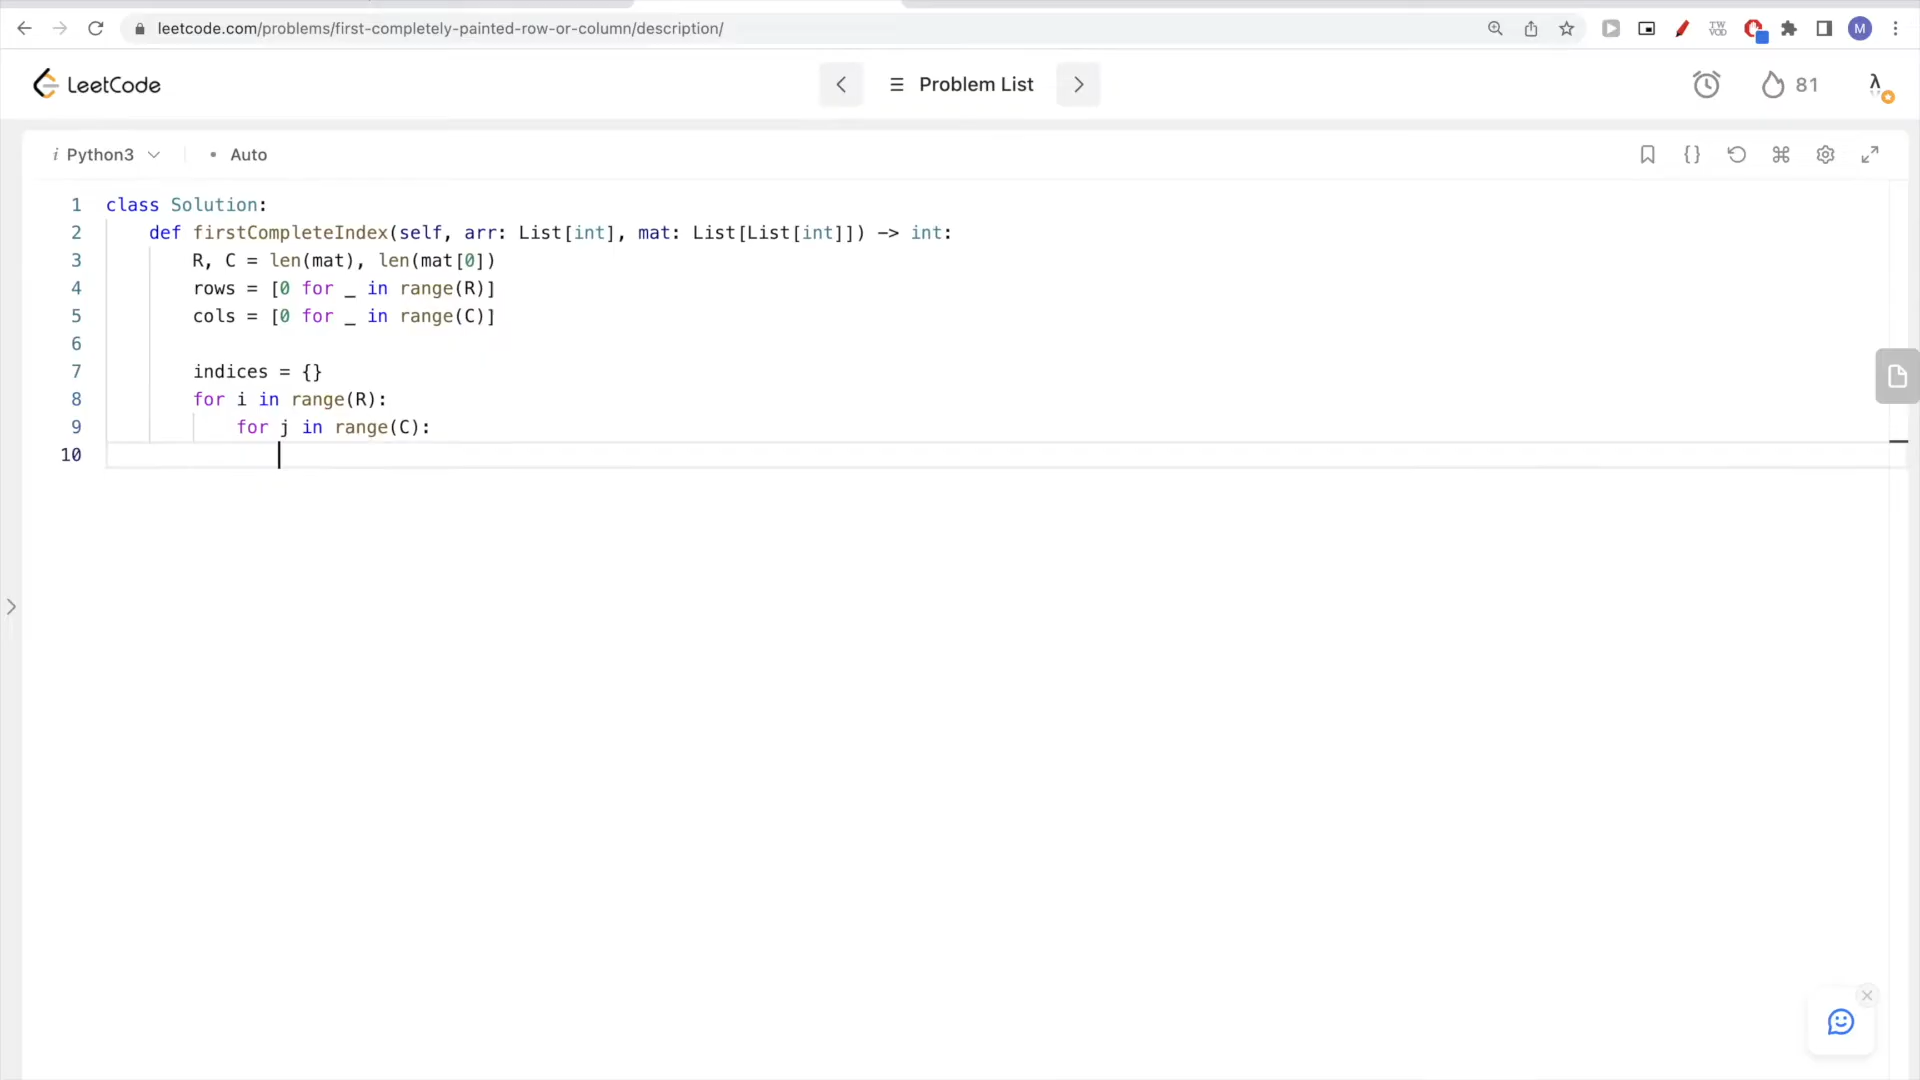 leetcode.com/problems/first-completely-painted-row-or-column/description/
M
LeetCode
Problem List
81
i Python3
• Auto
1 class Solution:
2     def firstCompleteIndex(self, arr: List[int], mat: List[List[int]]) -> int:
3         R, C = len(mat), len(mat[0])
4         rows = [0 for _ in range(R)]
5         cols = [0 for _ in range(C)]
6
7         indices = {}
8         for i in range(R):
9             for j in range(C):
10